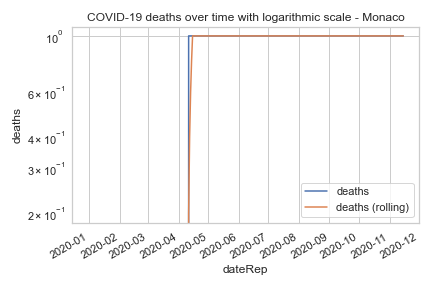 COVID-19 deaths over time with logarithmic scale - Monaco
10⁰
6 × 10⁻¹
4 × 10⁻¹
3 × 10⁻¹
2 × 10⁻¹
deaths
deaths
deaths (rolling)
2020-01
2020-02
2020-03
2020-04
2020-05
2020-06
2020-07
2020-08
2020-09
2020-10
2020-11
2020-12
dateRep